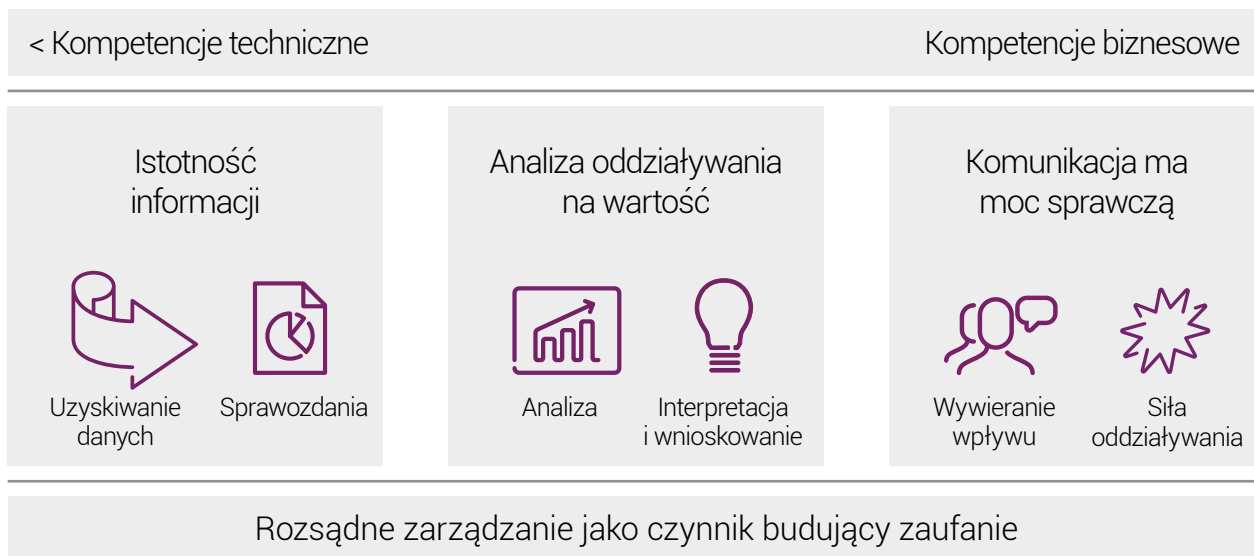 < Kompetencje techniczne
Kompetencje biznesowe
Istotność
informacji
Uzyskiwanie
danych
Sprawozdania
Analiza oddziaływania
na wartość
Analiza
Interpretacja
i wnioskowanie
Komunikacja ma
moc sprawczą
Wywieranie
wpływu
Siła
oddziaływania
Rozsądne zarządzanie jako czynnik budujący zaufanie